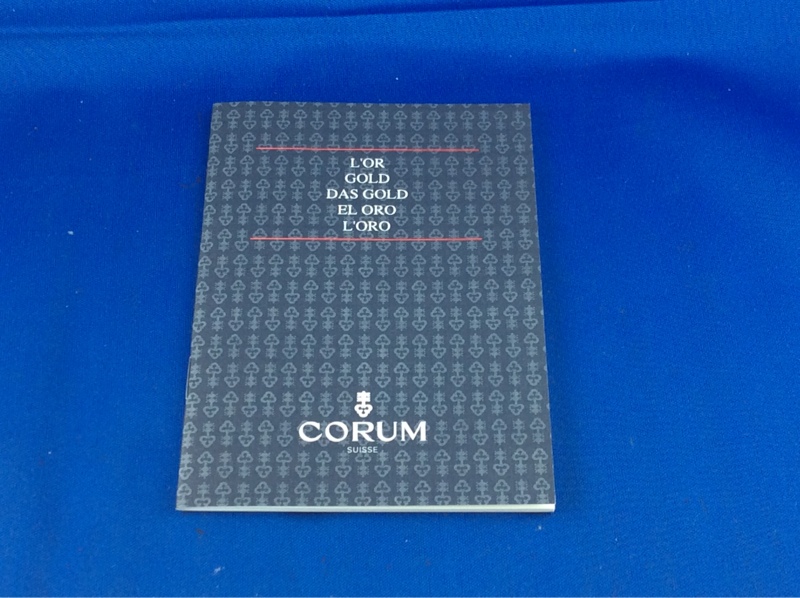 L'OR
GOLD
DAS GOLD
EL ORO
L'ORO
CORUM
SUISSE